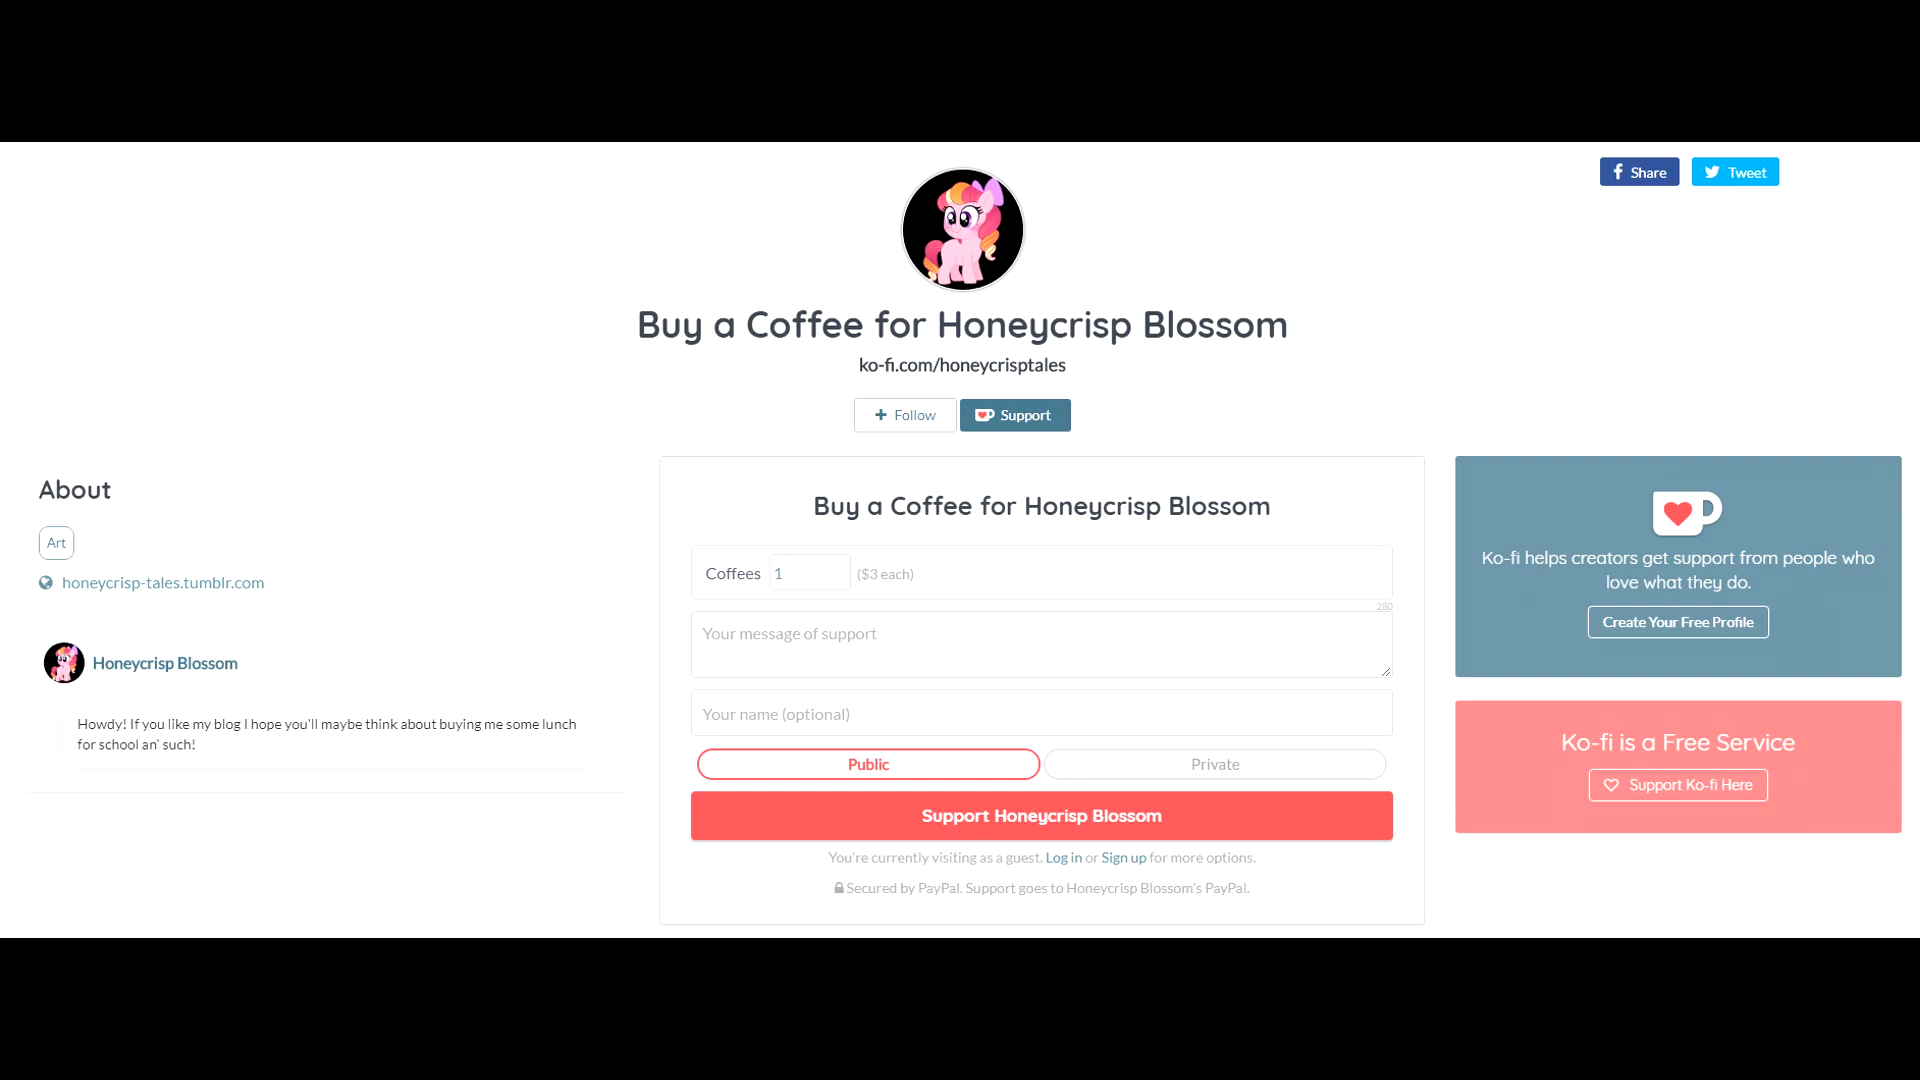 Share
Tweet
Buy a Coffee for Honeycrisp Blossom
ko-fi.com/honeycrisptales
Follow
Support
About
Art
honeycrisp-tales.tumblr.com
Honeycrisp Blossom
Howdy! If you like my blog I hope you'll maybe think about buying me some lunch
for school an' such!
Buy a Coffee for Honeycrisp Blossom
Coffees 1 ($3 each)
280
Your message of support
Your name (optional)
Public
Private
Support Honeycrisp Blossom
You're currently visiting as a guest. Log in or Sign up for more options.
Secured by PayPal. Support goes to Honeycrisp Blossom's PayPal.
Ko-fi helps creators get support from people who
love what they do.
Create Your Free Profile
Ko-fi is a Free Service
Support Ko-fi Here